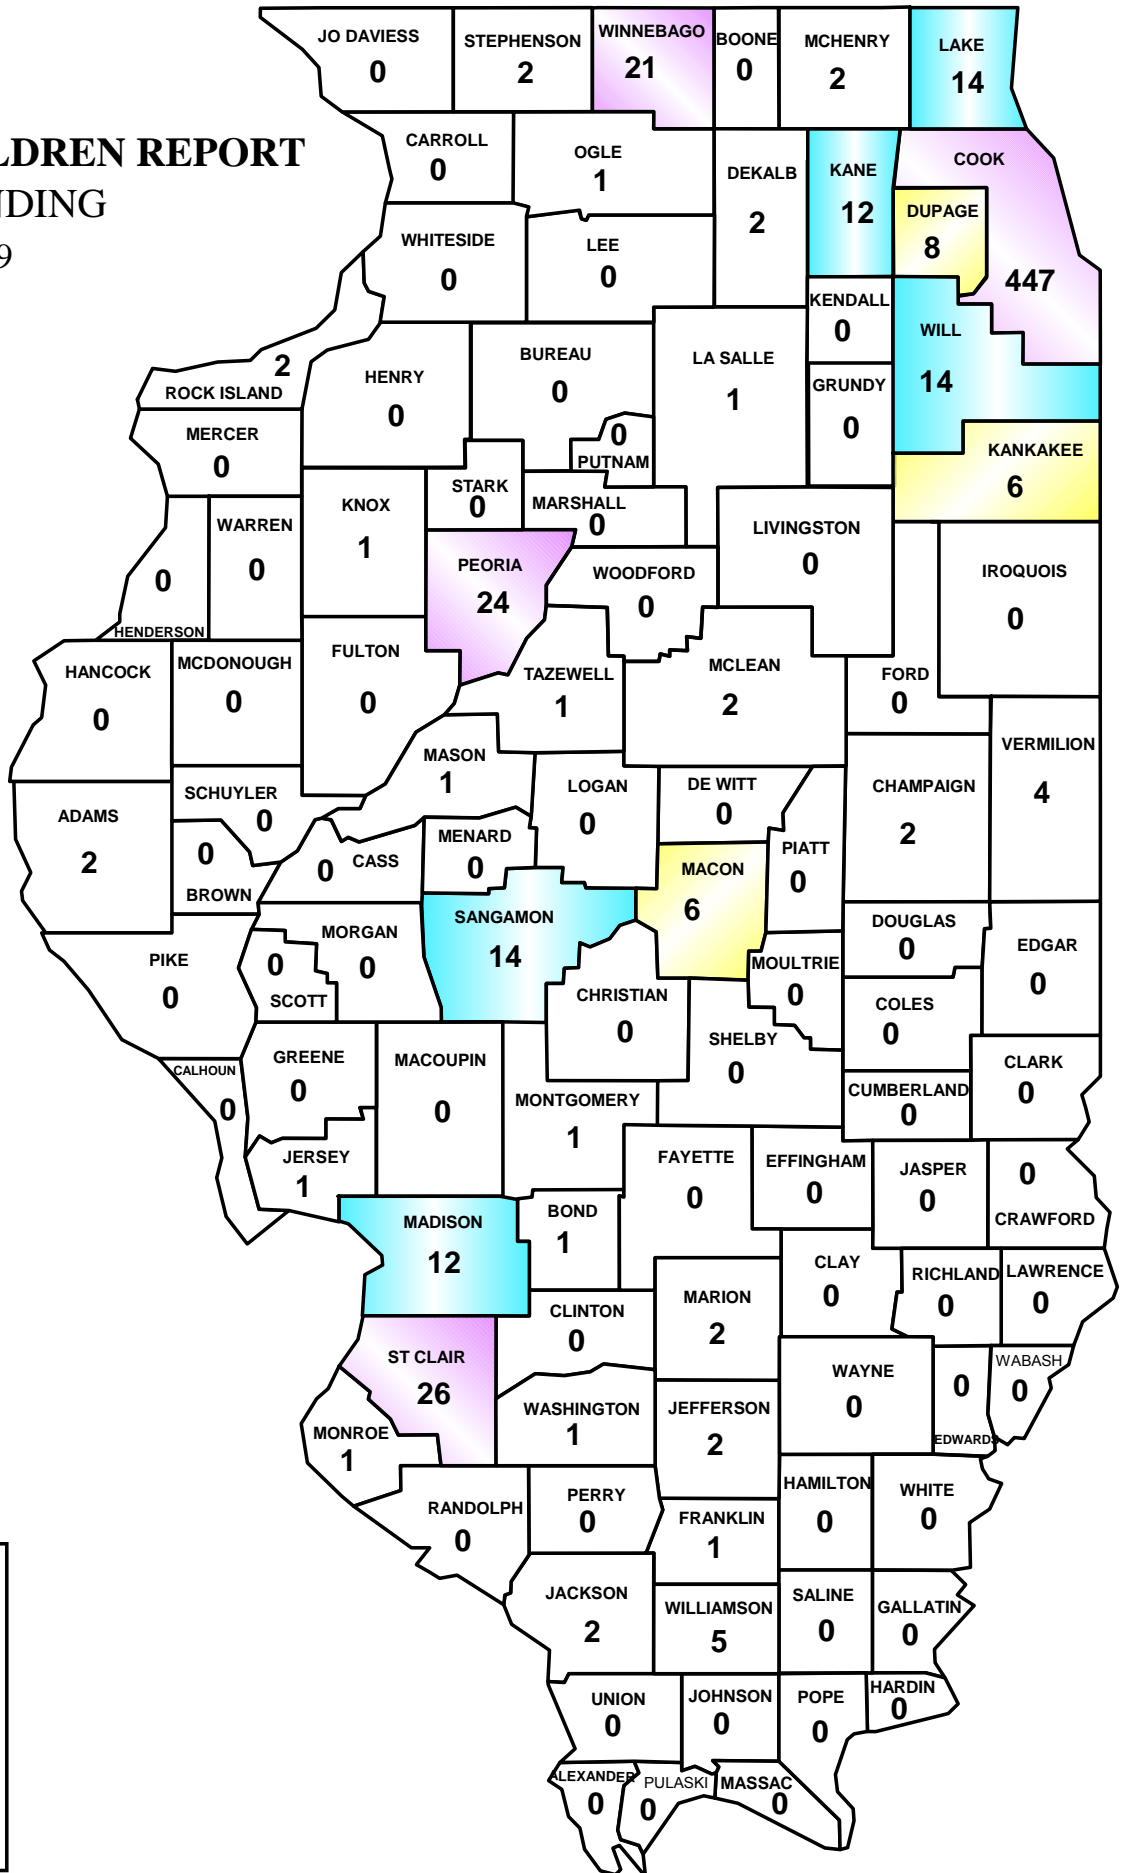 LDREN REPORT
NDING
9
JO DAVIESS
0
STEPHENSON
2
WINNEBAGO
21
BOONE
0
MCHENRY
2
LAKE
14
CARROLL
0
OGLE
1
DEKALB
2
KANE
12
COOK
447
DUPAGE
8
WHITESIDE
0
LEE
0
KENDALL
0
WILL
14
ROCK ISLAND
2
HENRY
0
BUREAU
0
LA SALLE
1
GRUNDY
0
MERCER
0
PUTNAM
0
KANKAKEE
6
STARK
0
MARSHALL
0
KNOX
1
WARREN
0
HENDERSON
0
LIVINGSTON
0
PEORIA
24
WOODFORD
0
IROQUOIS
0
HANCOCK
0
MCDONOUGH
0
FULTON
0
TAZEWELL
1
MCLEAN
2
FORD
0
VERMILION
4
MASON
1
LOGAN
0
DE WITT
0
CHAMPAIGN
2
ADAMS
2
SCHUYLER
0
BROWN
0
CASS
0
MENARD
0
PIATT
0
MACON
6
SANGAMON
14
DOUGLAS
0
EDGAR
0
PIKE
0
SCOTT
0
MORGAN
0
MOULTRIE
0
CHRISTIAN
0
COLES
0
SHELBY
0
CALHOUN
0
GREENE
0
MACOUPIN
0
MONTGOMERY
1
CUMBERLAND
0
CLARK
0
JERSEY
1
FAYETTE
0
EFFINGHAM
0
JASPER
0
CRAWFORD
0
MADISON
12
BOND
1
CLAY
0
RICHLAND
0
LAWRENCE
0
CLINTON
0
MARION
2
ST CLAIR
26
WAYNE
0
EDWARDS
0
WABASH
0
WASHINGTON
1
JEFFERSON
2
MONROE
1
RANDOLPH
0
PERRY
0
FRANKLIN
1
HAMILTON
0
WHITE
0
JACKSON
2
WILLIAMSON
5
SALINE
0
GALLATIN
0
UNION
0
JOHNSON
0
POPE
0
HARDIN
0
ALEXANDER
0
PULASKI
0
MASSAC
0